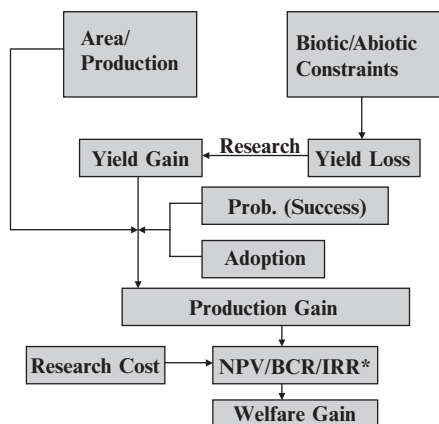 Area/
Production
Biotic/Abiotic
Constraints
Research
Yield Gain
Yield Loss
Prob. (Success)
Adoption
Production Gain
Research Cost
NPV/BCR/IRR*
Welfare Gain